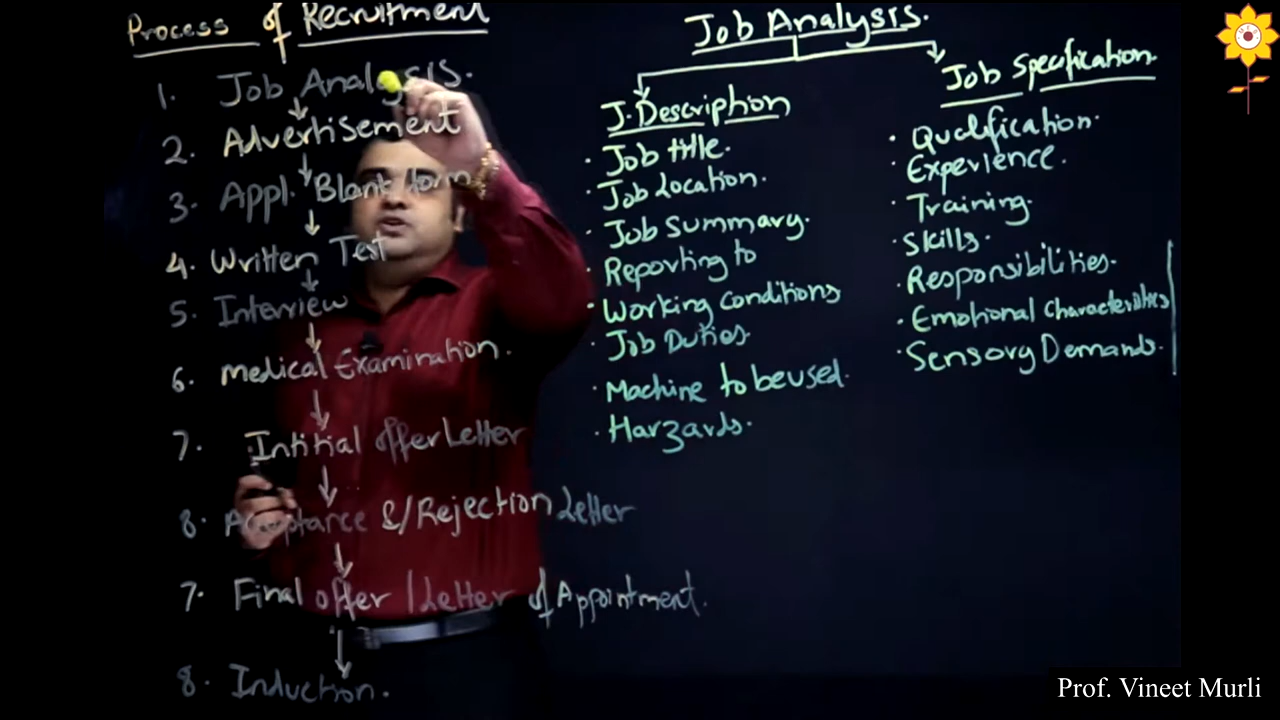 Process of Recruitment
1. Job Analysis.
2. Advertisement
3. Appl. Blank form
4. Written Test
5. Interview
6. Medical Examination.
7. Intitial offer Letter
8. Acceptance &/Rejection Letter
7. Final offer / Letter of Appointment.
8. Induction.
Job Analysis.
J. Description
· Job title.
· Job Location.
· Job Summary.
· Reporting to
· Working conditions
· Job Duties
· Machine to be used.
· Harzards.
Job Specification
· Qualification.
· Experience.
· Training.
· Skills.
· Responsibilities.
· Emotional Characteristics
· Sensory Demands.
Prof. Vineet Murli